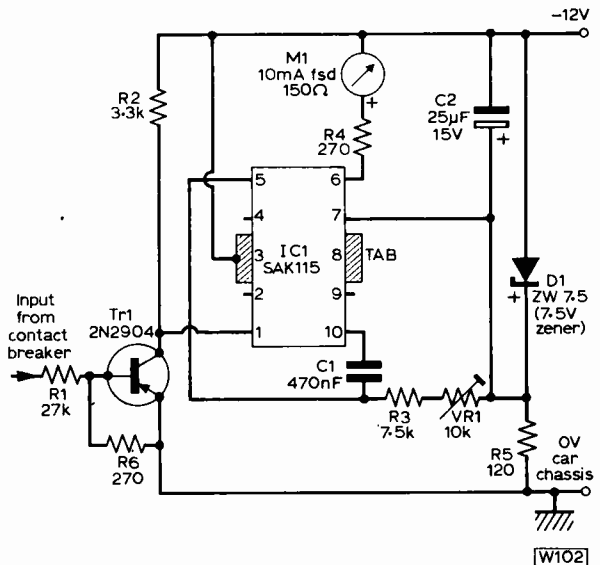 -12V
M1
10mA fsd
150Ω
+
R2
3.3k
C2
25µF
15V
+
R4
270
5
6
4
7
IC1
SAK115
3
8
TAB
2
9
1
10
D1
ZW 7.5
(7.5V
zener)
+
Tr1
2N2904
Input
from
contact
breaker
R1
27k
C1
470nF
R3
7.5k
VR1
10k
R6
270
R5
120
0V
car
chassis
W102